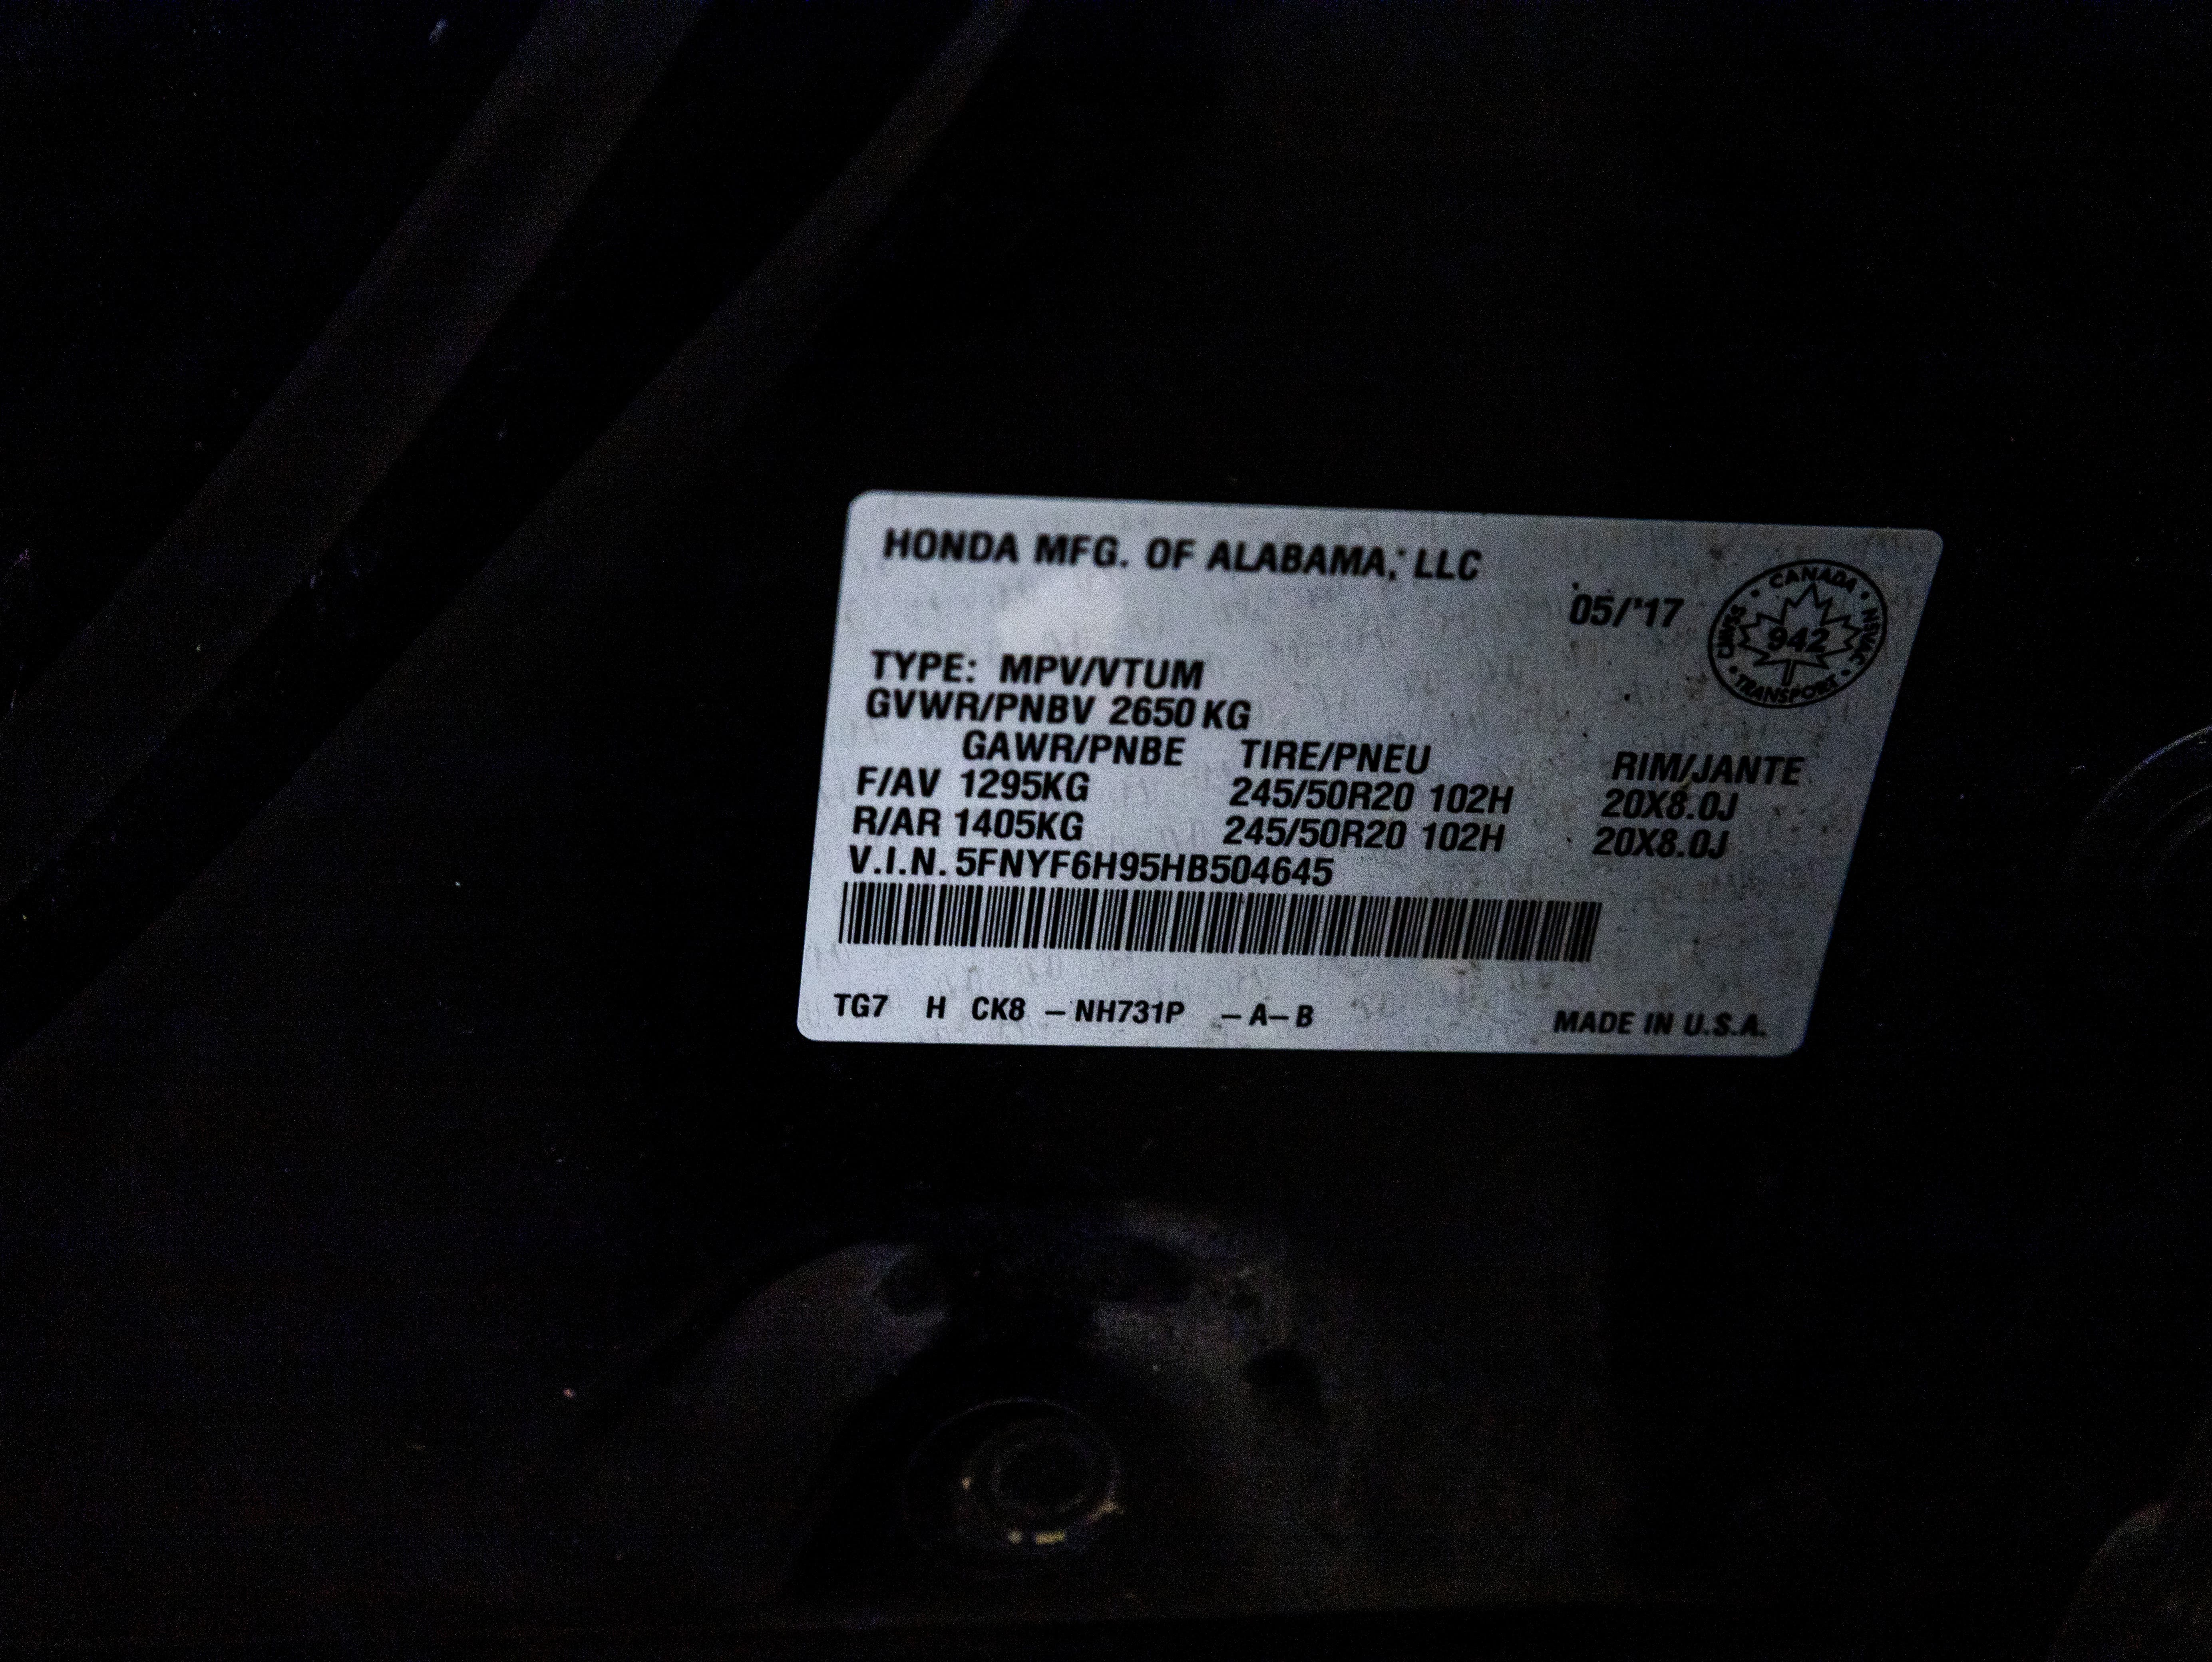 HONDA MFG. OF ALABAMA, LLC
05/'17
CANADA
CMVSS
942
NSVAC
TRANSPORT
TYPE: MPV/VTUM
GVWR/PNBV 2650 KG
GAWR/PNBE TIRE/PNEU RIM/JANTE
F/AV 1295KG 245/50R20 102H 20X8.0J
R/AR 1405KG 245/50R20 102H 20X8.0J
V.I.N. 5FNYF6H95HB504645
TG7 H CK8 – NH731P – A – B MADE IN U.S.A.